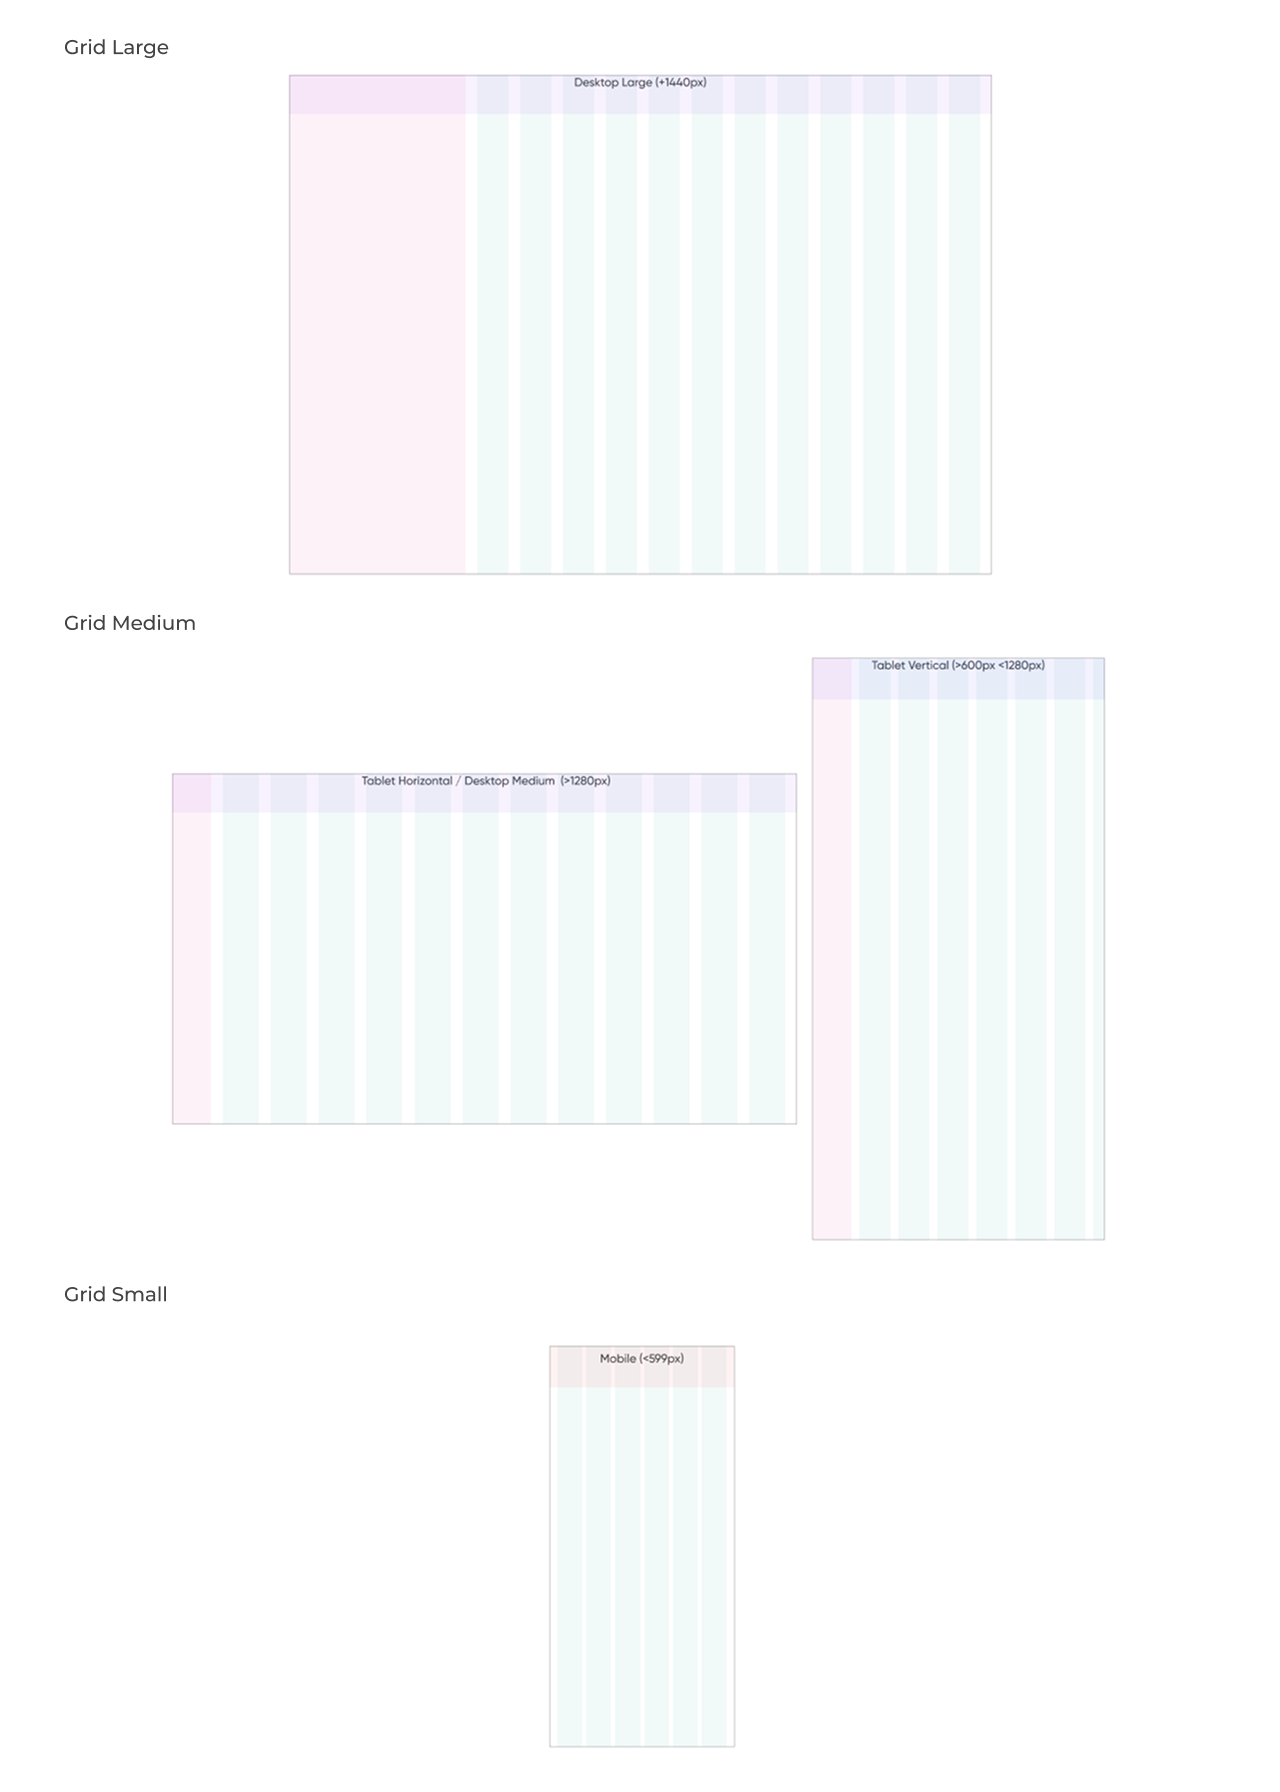 Grid Large
Desktop Large (+1440px)
Grid Medium
Tablet Vertical (>600px <1280px)
Tablet Horizontal / Desktop Medium (>1280px)
Grid Small
Mobile (<599px)